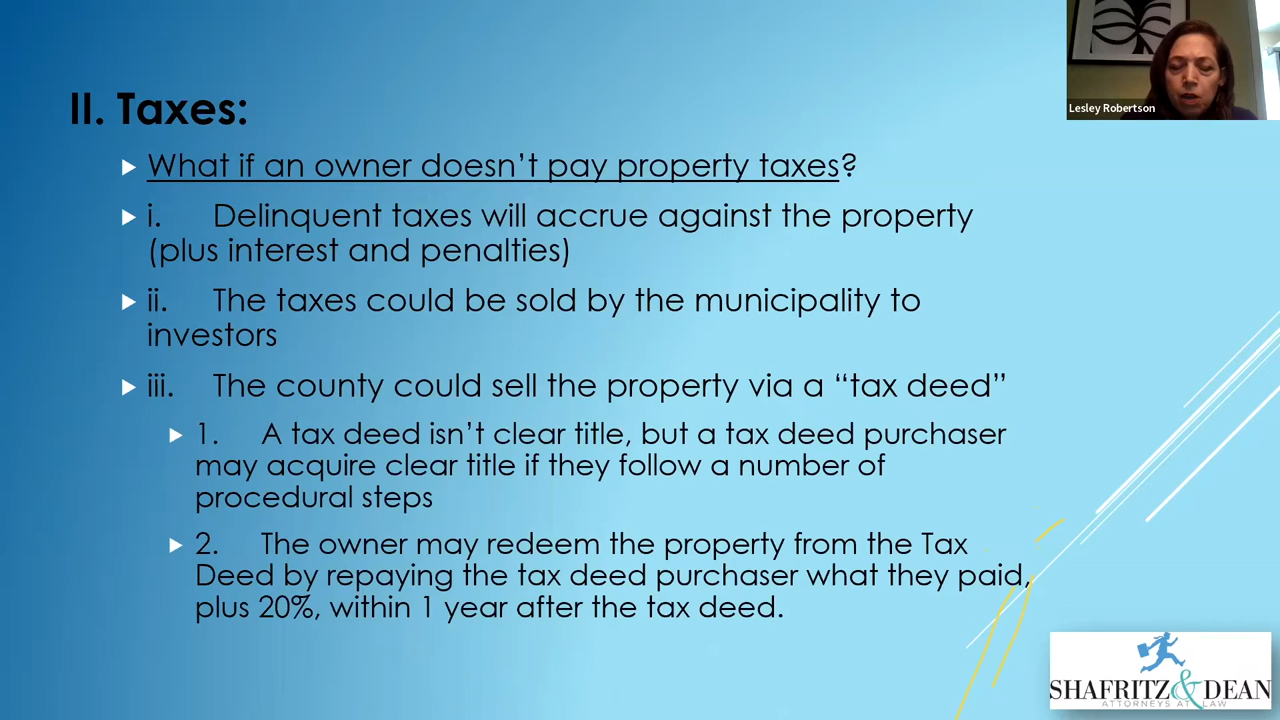 Lesley Robertson
II. Taxes:
What if an owner doesn’t pay property taxes?
i. Delinquent taxes will accrue against the property
(plus interest and penalties)
ii. The taxes could be sold by the municipality to
investors
iii. The county could sell the property via a “tax deed”
1. A tax deed isn’t clear title, but a tax deed purchaser
may acquire clear title if they follow a number of
procedural steps
2. The owner may redeem the property from the Tax
Deed by repaying the tax deed purchaser what they paid,
plus 20%, within 1 year after the tax deed.
SHAFRITZ & DEAN
ATTORNEYS AT LAW